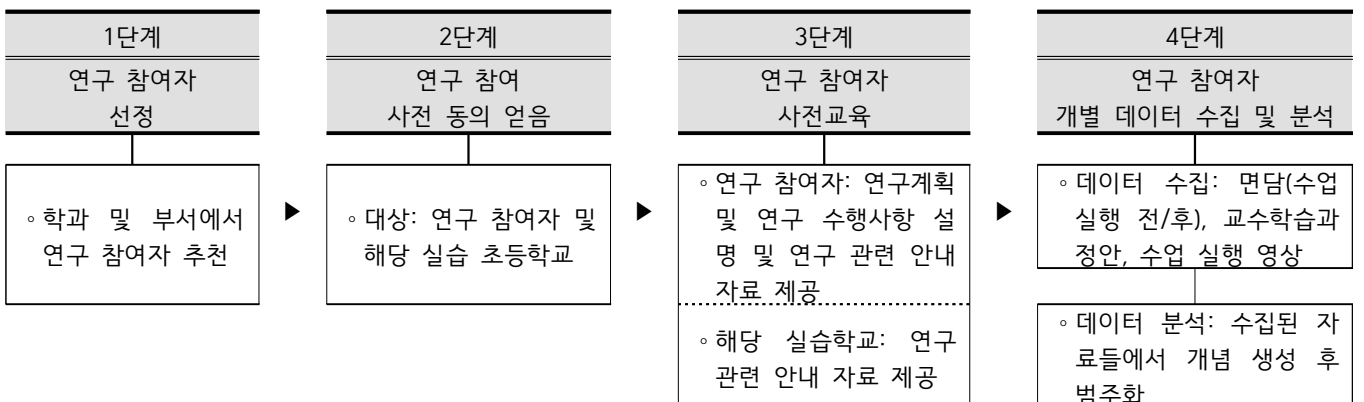 1단계
연구 참여자
선정
◦학과 및 부서에서
연구 참여자 추천
▶
2단계
연구 참여
사전 동의 얻음
◦대상: 연구 참여자 및
해당 실습 초등학교
▶
3단계
연구 참여자
사전교육
◦연구 참여자: 연구계획
및 연구 수행사항 설
명 및 연구 관련 안내
자료 제공
◦해당 실습학교: 연구
관련 안내 자료 제공
▶
4단계
연구 참여자
개별 데이터 수집 및 분석
◦데이터 수집: 면담(수업
실행 전/후), 교수학습과
정안, 수업 실행 영상
◦데이터 분석: 수집된 자
료들에서 개념 생성 후
범주화